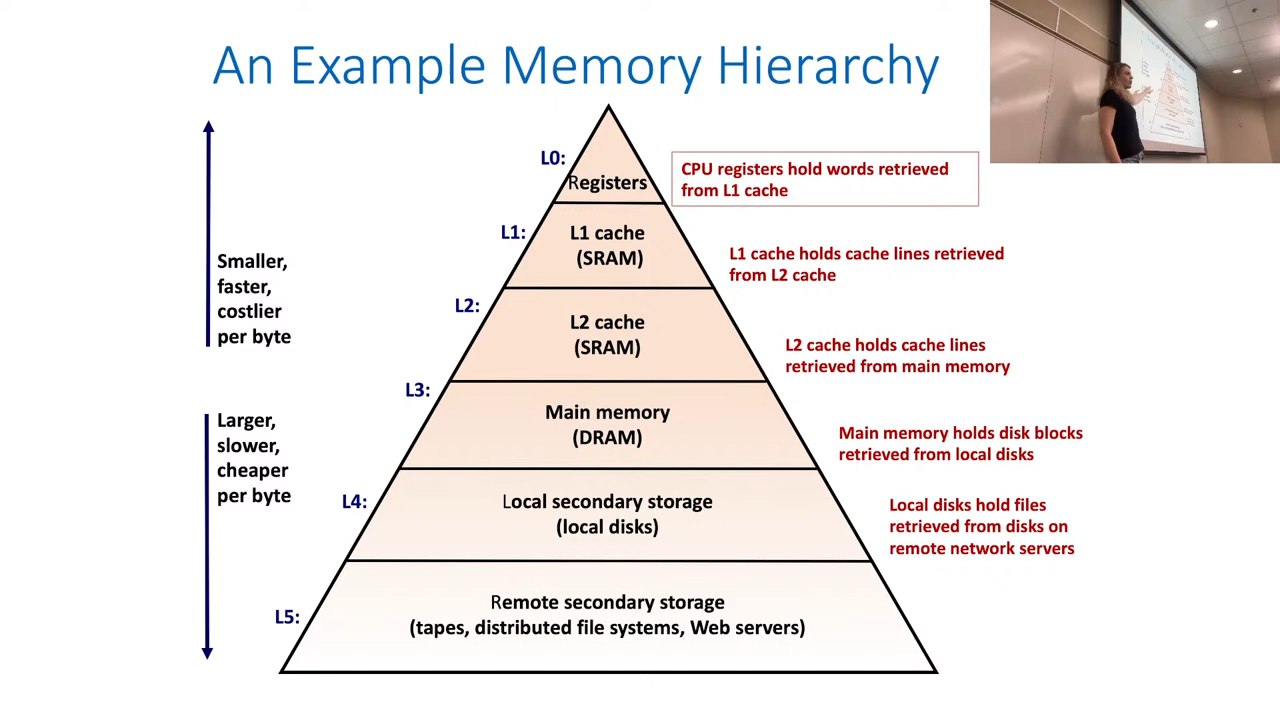 An Example Memory Hierarchy
L0:
Registers
CPU registers hold words retrieved
from L1 cache
L1:
L1 cache
(SRAM)
L1 cache holds cache lines retrieved
from L2 cache
Smaller,
faster,
costlier
per byte
L2:
L2 cache
(SRAM)
L2 cache holds cache lines
retrieved from main memory
L3:
Main memory
(DRAM)
Main memory holds disk blocks
retrieved from local disks
Larger,
slower,
cheaper
per byte
L4:
Local secondary storage
(local disks)
Local disks hold files
retrieved from disks on
remote network servers
L5:
Remote secondary storage
(tapes, distributed file systems, Web servers)